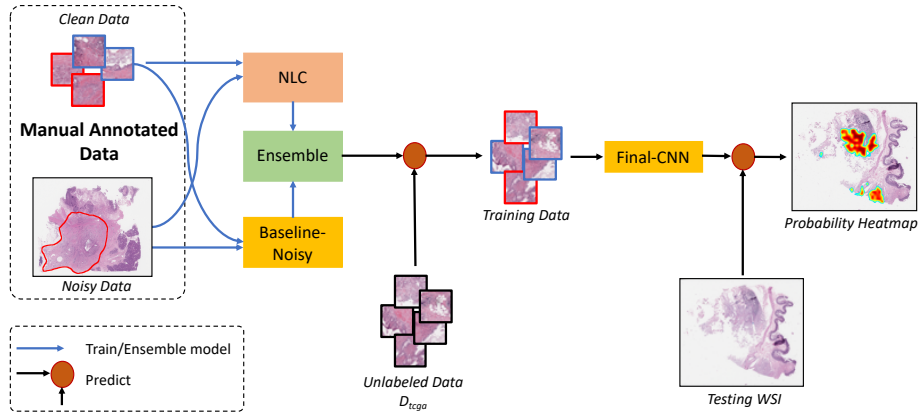 Clean Data
Manual Annotated
Data
Noisy Data
NLC
Ensemble
Baseline-
Noisy
Unlabeled Data
D_tcga
Training Data
Final-CNN
Probability Heatmap
Testing WSI
Train/Ensemble model
Predict